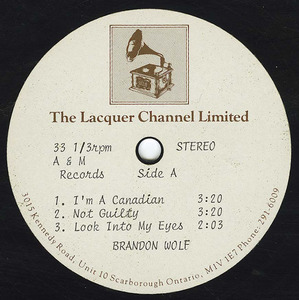 The Lacquer Channel Limited
33 1/3rpm STEREO
A & M
Records Side A
1. I'm A Canadian 3:20
2. Not Guilty 3:20
3. Look Into My Eyes 2:03
BRANDON WOLF
3015 Kennedy Road, Unit 10 Scarborough Ontario, M1V 1E7 Phone: 291-6009